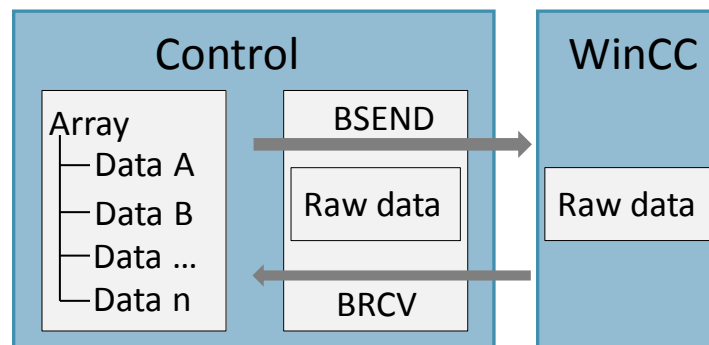 Control
Array
Data A
Data B
Data ...
Data n
BSEND
Raw data
BRCV
WinCC
Raw data